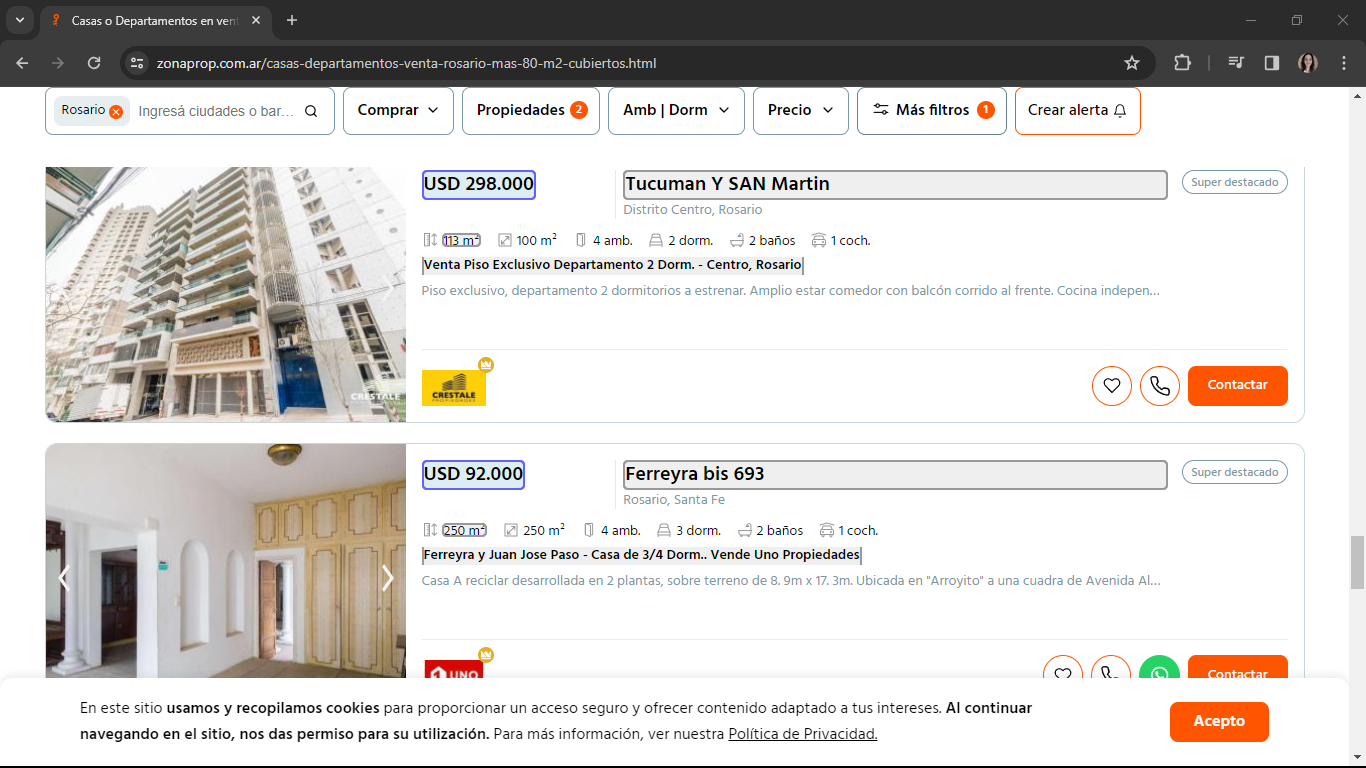 Casas o Departamentos en vent
zonaprop.com.ar/casas-departamentos-venta-rosario-mas-80-m2-cubiertos.html
Rosario Ingresá ciudades o bar... Comprar Propiedades 2 Amb | Dorm Precio Más filtros 1 Crear alerta
USD 298.000 Tucuman Y SAN Martin Super destacado
Distrito Centro, Rosario
113 m² 100 m² 4 amb. 2 dorm. 2 baños 1 coch.
Venta Piso Exclusivo Departamento 2 Dorm. - Centro, Rosario
Piso exclusivo, departamento 2 dormitorios a estrenar. Amplio estar comedor con balcón corrido al frente. Cocina indepen...
CRESTALE
PROPIEDADES
Contactar
CRESTALE
USD 92.000 Ferreyra bis 693 Super destacado
Rosario, Santa Fe
250 m² 250 m² 4 amb. 3 dorm. 2 baños 1 coch.
Ferreyra y Juan Jose Paso - Casa de 3/4 Dorm.. Vende Uno Propiedades
Casa A reciclar desarrollada en 2 plantas, sobre terreno de 8. 9m x 17. 3m. Ubicada en "Arroyito" a una cuadra de Avenida Al...
UNO Contactar
En este sitio usamos y recopilamos cookies para proporcionar un acceso seguro y ofrecer contenido adaptado a tus intereses. Al continuar
navegando en el sitio, nos das permiso para su utilización. Para más información, ver nuestra Política de Privacidad.
Acepto